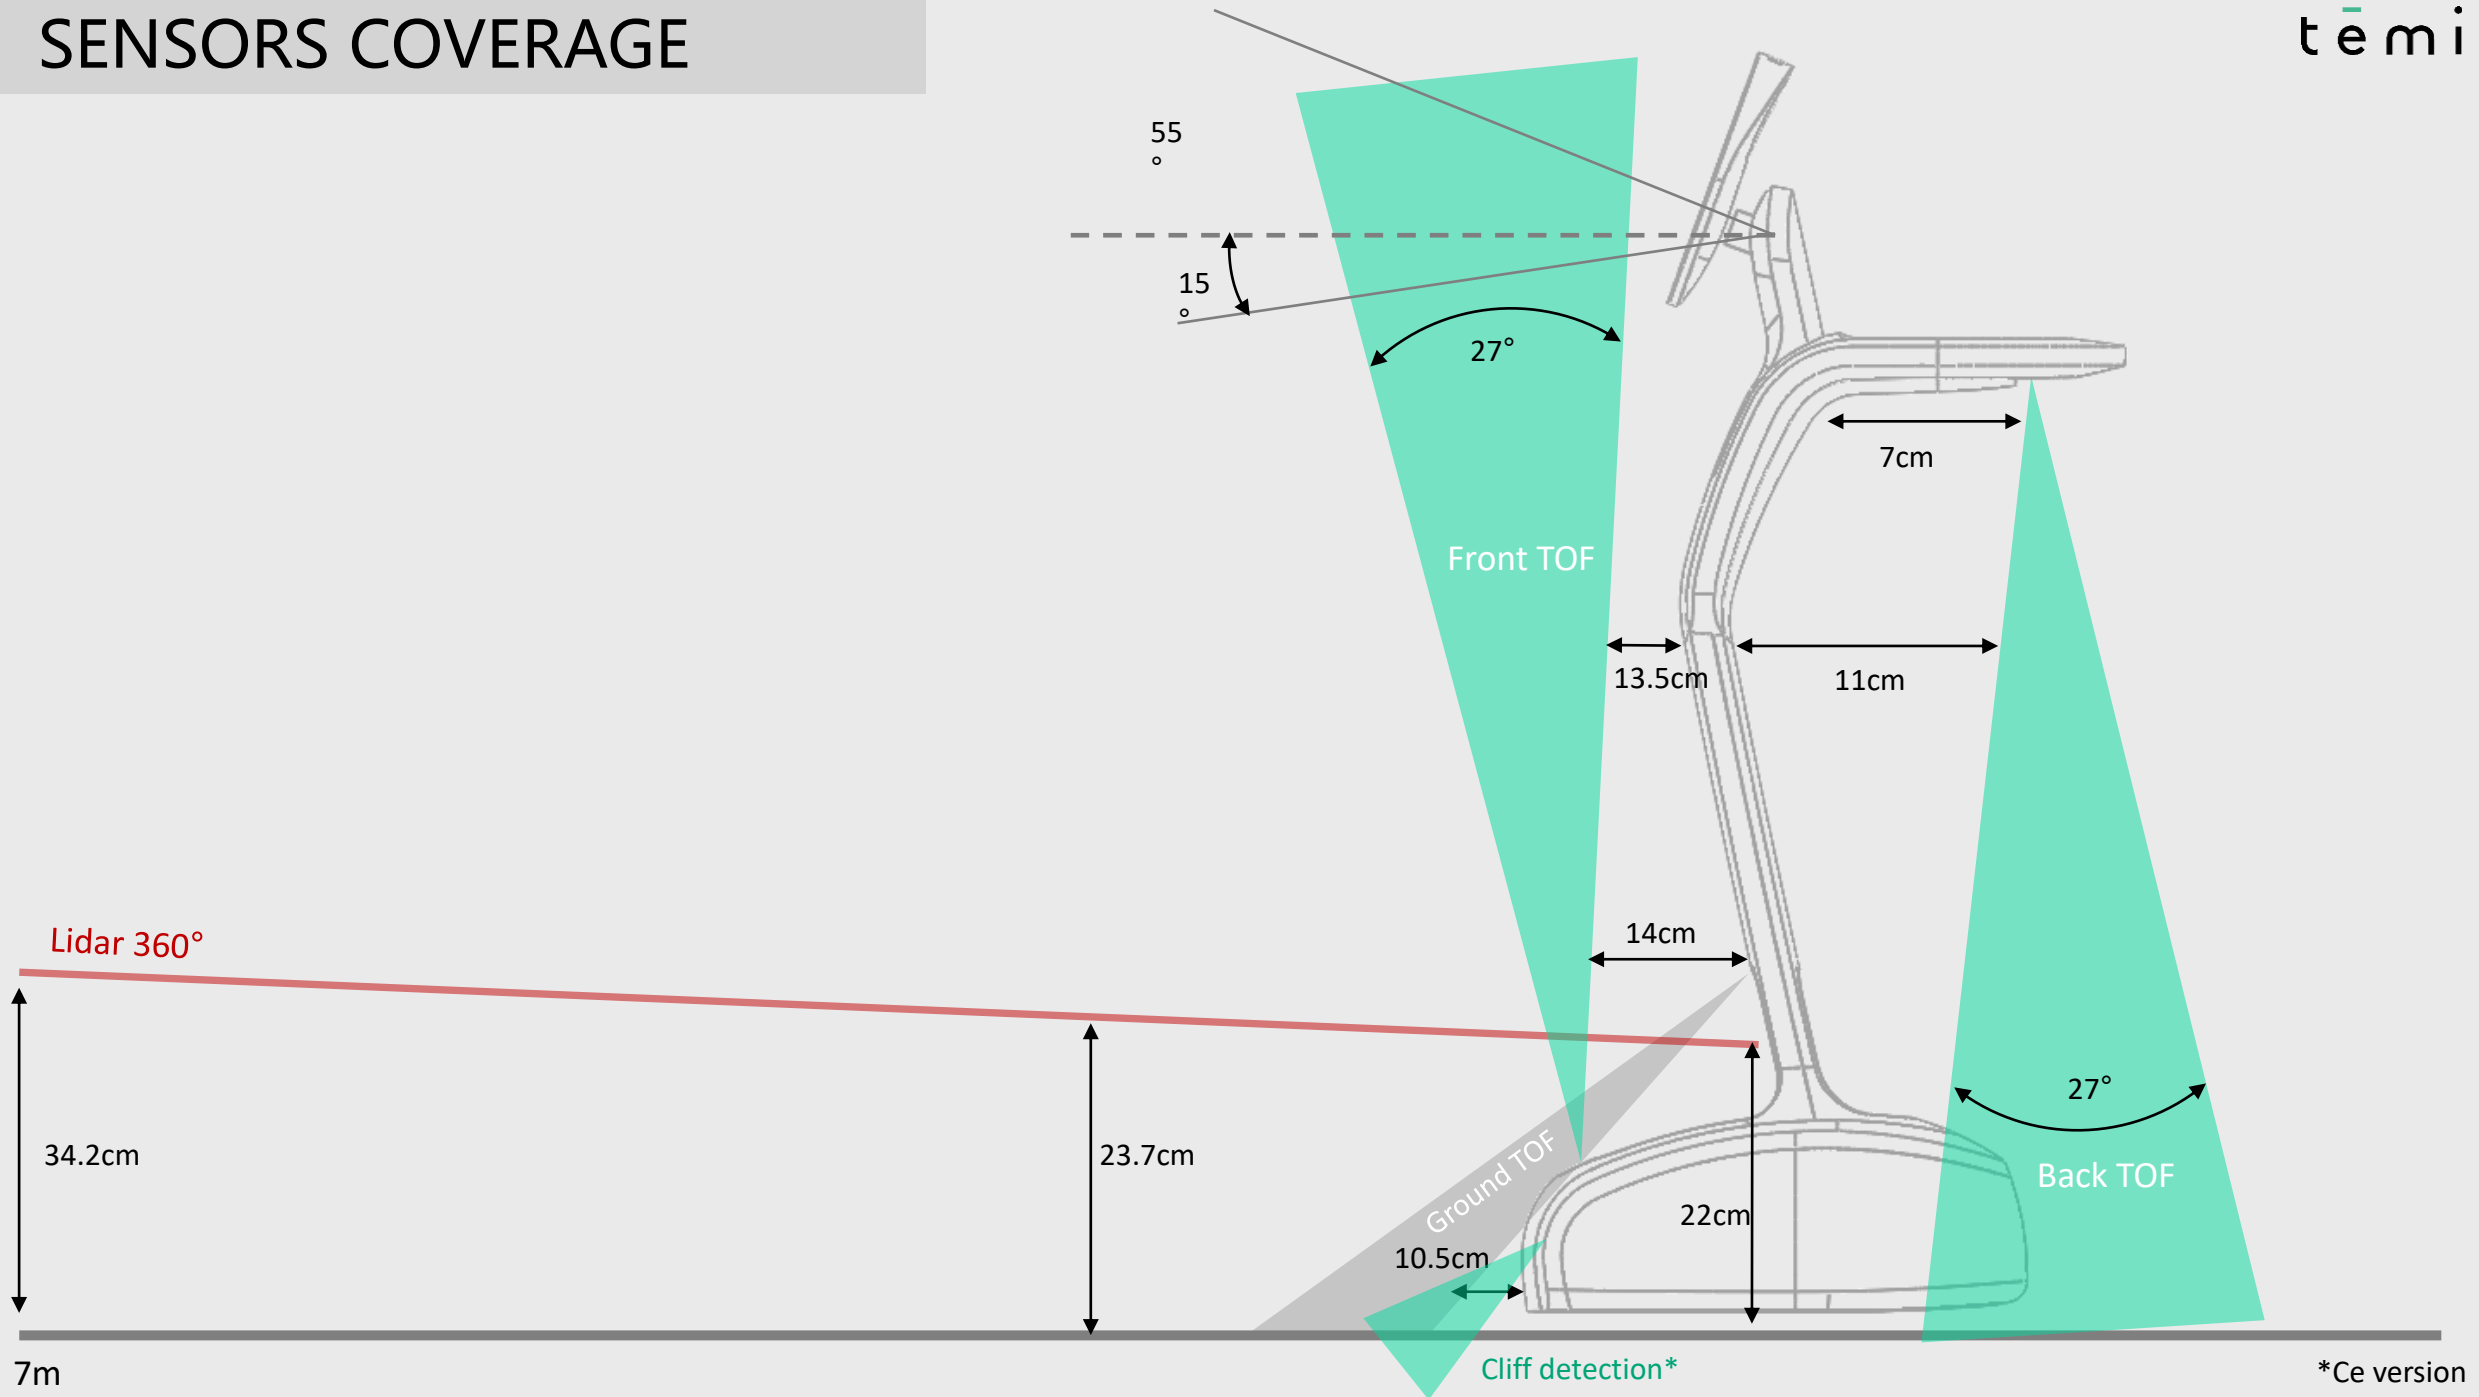 SENSORS COVERAGE
tēmi
55
°
15
°
27°
7cm
Front TOF
13.5cm
11cm
14cm
Lidar 360°
34.2cm
23.7cm
27°
Ground TOF
Back TOF
22cm
10.5cm
7m
Cliff detection*
*Ce version